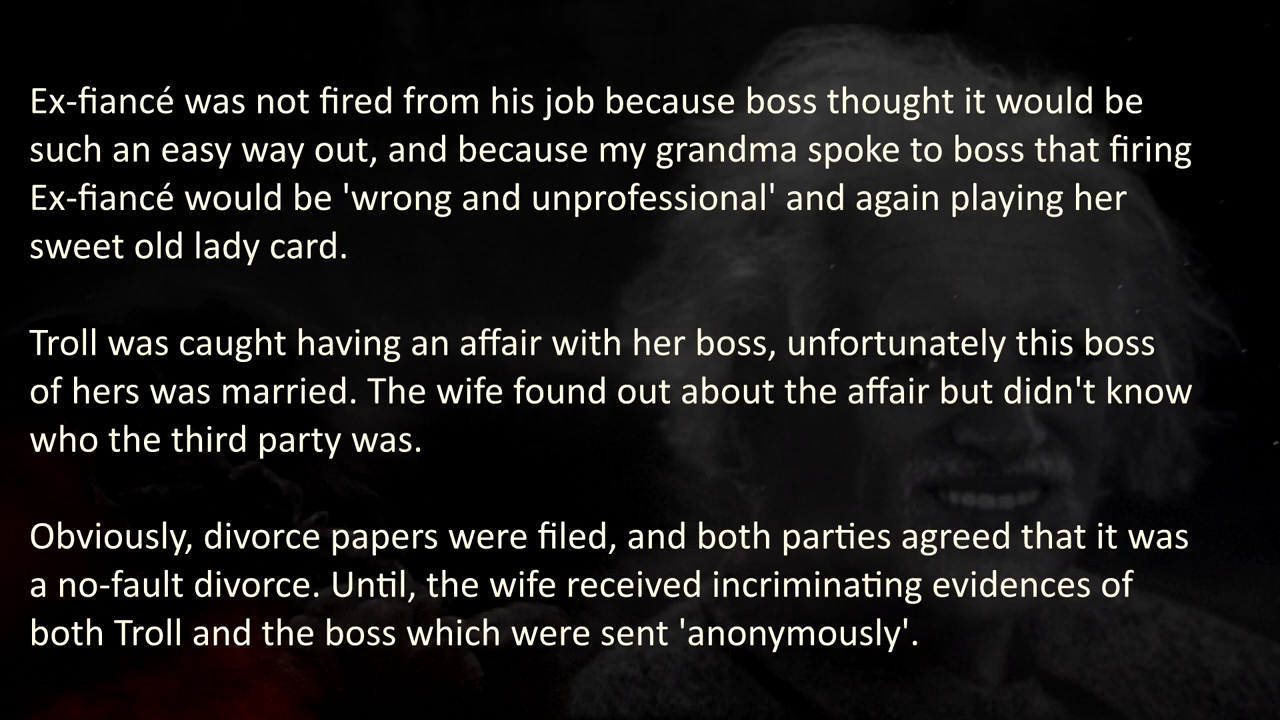 Ex-fiancé was not fired from his job because boss thought it would be
such an easy way out, and because my grandma spoke to boss that firing
Ex-fiancé would be 'wrong and unprofessional' and again playing her
sweet old lady card.
Troll was caught having an affair with her boss, unfortunately this boss
of hers was married. The wife found out about the affair but didn't know
who the third party was.
Obviously, divorce papers were filed, and both parties agreed that it was
a no-fault divorce. Until, the wife received incriminating evidences of
both Troll and the boss which were sent 'anonymously'.